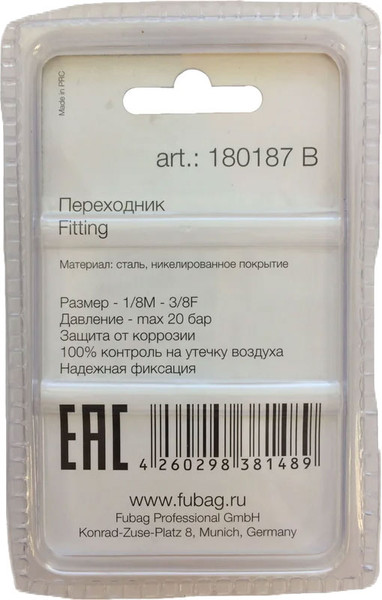 Made in PRC
art.: 180187 B
Переходник
Fitting
Материал: сталь, никелированное покрытие
Размер - 1/8M - 3/8F
Давление - max 20 бар
Защита от коррозии
100% контроль на утечку воздуха
Надежная фиксация
EAC
4 260298 381489
www.fubag.ru
Fubag Professional GmbH
Konrad-Zuse-Platz 8, Munich, Germany